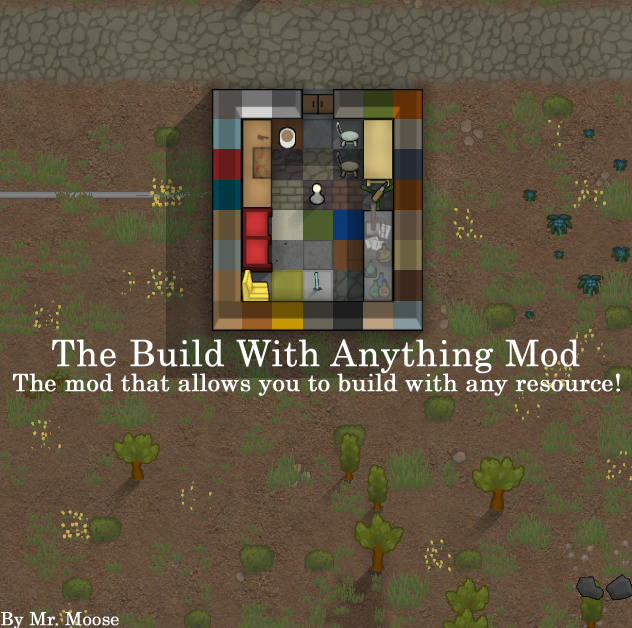 The Build With Anything Mod
The mod that allows you to build with any resource!
By Mr. Moose